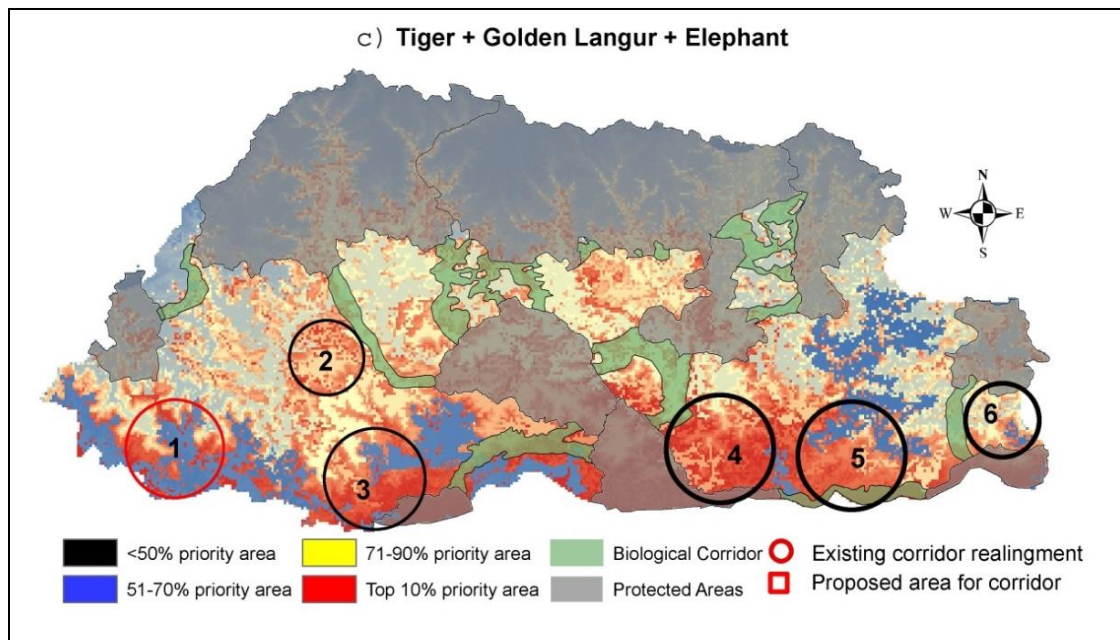 c) Tiger + Golden Langur + Elephant
N
W E
S
2
6
1
4
5
3
<50% priority area
71-90% priority area
Biological Corridor
Existing corridor realingment
51-70% priority area
Top 10% priority area
Protected Areas
Proposed area for corridor